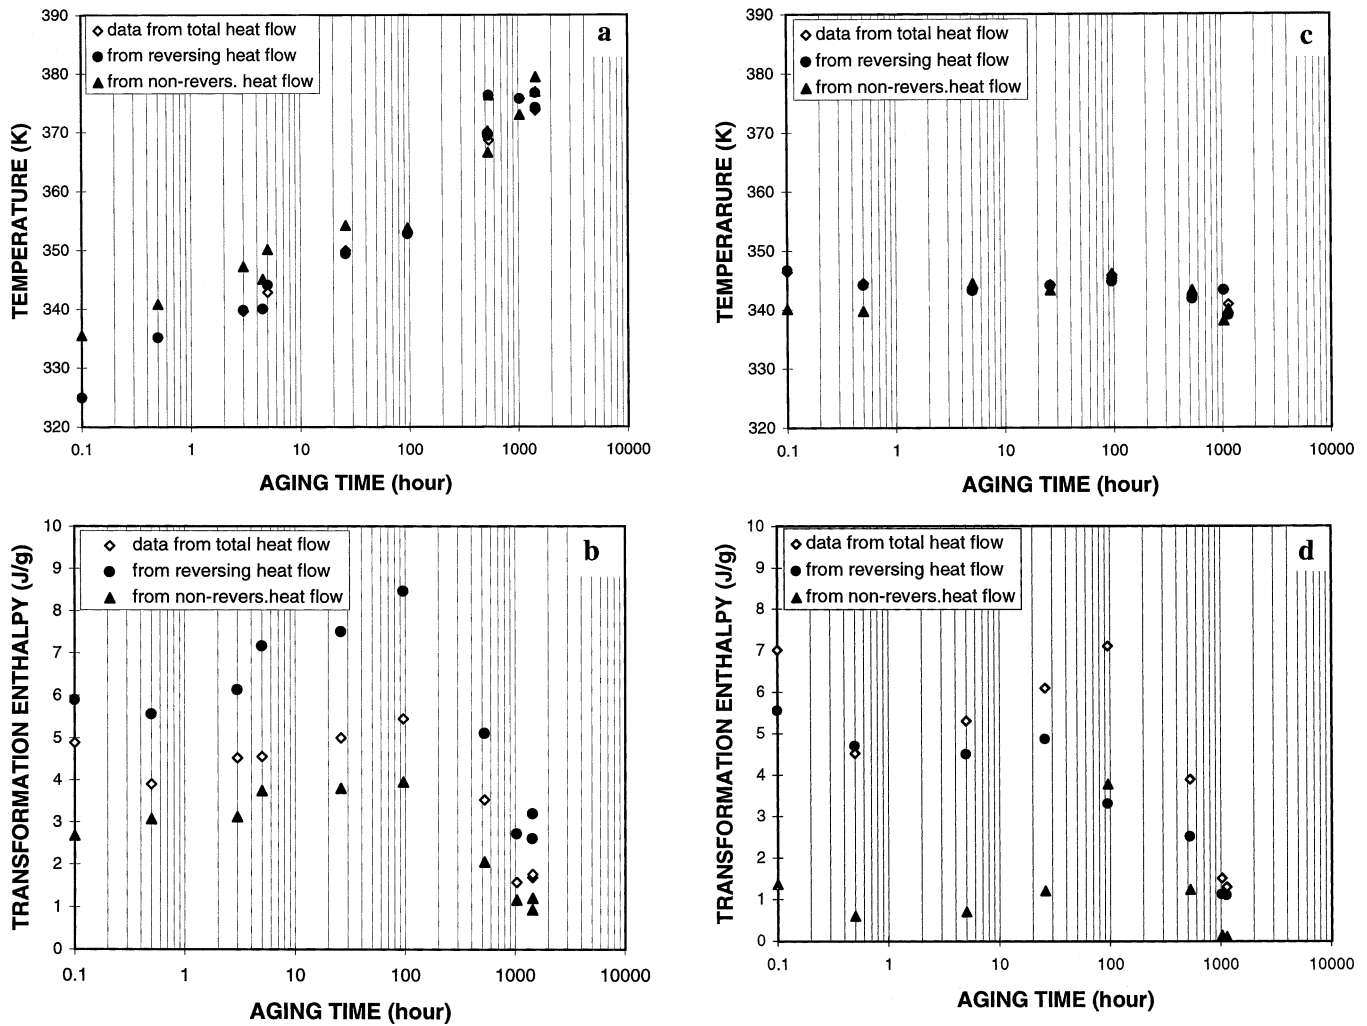 390
380
370
360
350
340
330
320
TEMPERATURE (K)
data from total heat flow
from reversing heat flow
from non-revers. heat flow
a
0.1 1 10 100 1000 10000
AGING TIME (hour)
390
380
370
360
350
340
330
320
TEMPERARURE (K)
data from total heat flow
from reversing heat flow
from non-revers.heat flow
c
0.1 1 10 100 1000 10000
AGING TIME (hour)
10
9
8
7
6
5
4
3
2
1
0
TRANSFORMATION ENTHALPY (J/g)
data from total heat flow
from reversing heat flow
from non-revers.heat flow
b
0.1 1 10 100 1000 10000
AGING TIME (hour)
10
9
8
7
6
5
4
3
2
1
0
TRANSFORMATION ENTHALPY (J/g)
data from total heat flow
from reversing heat flow
from non-revers.heat flow
d
0.1 1 10 100 1000 10000
AGING TIME (hour)